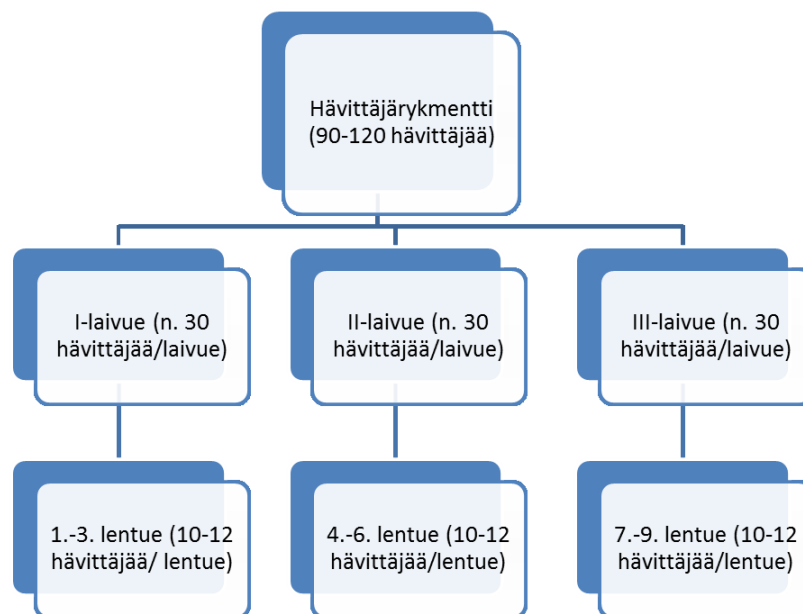 Hävittäjärykmentti
(90-120 hävittäjää)
I-laivue (n. 30
hävittäjää/laivue)
II-laivue (n. 30
hävittäjää/laivue)
III-laivue (n. 30
hävittäjää/laivue)
1.-3. lentue (10-12
hävittäjää/ lentue)
4.-6. lentue (10-12
hävittäjää/lentue)
7.-9. lentue (10-12
hävittäjää/lentue)